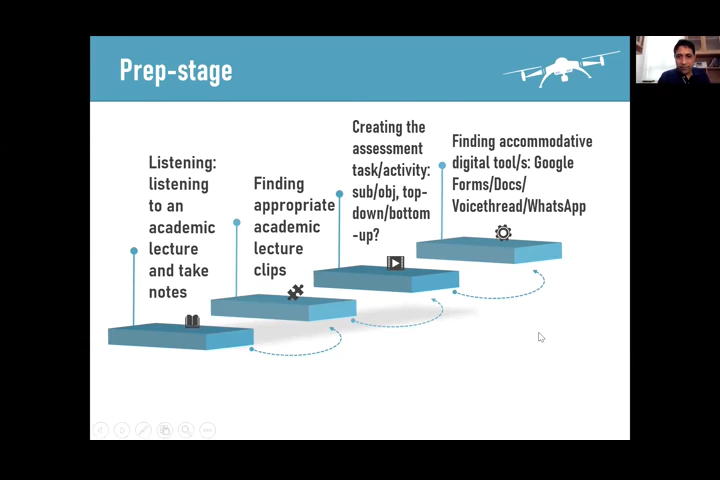 Prep-stage
Listening:
listening
to an
academic
lecture
and take
notes
Finding
appropriate
academic
lecture
clips
Creating the
assessment
task/activity:
sub/obj, top-
down/bottom
-up?
Finding accommodative
digital tool/s: Google
Forms/Docs/
Voicethread/WhatsApp